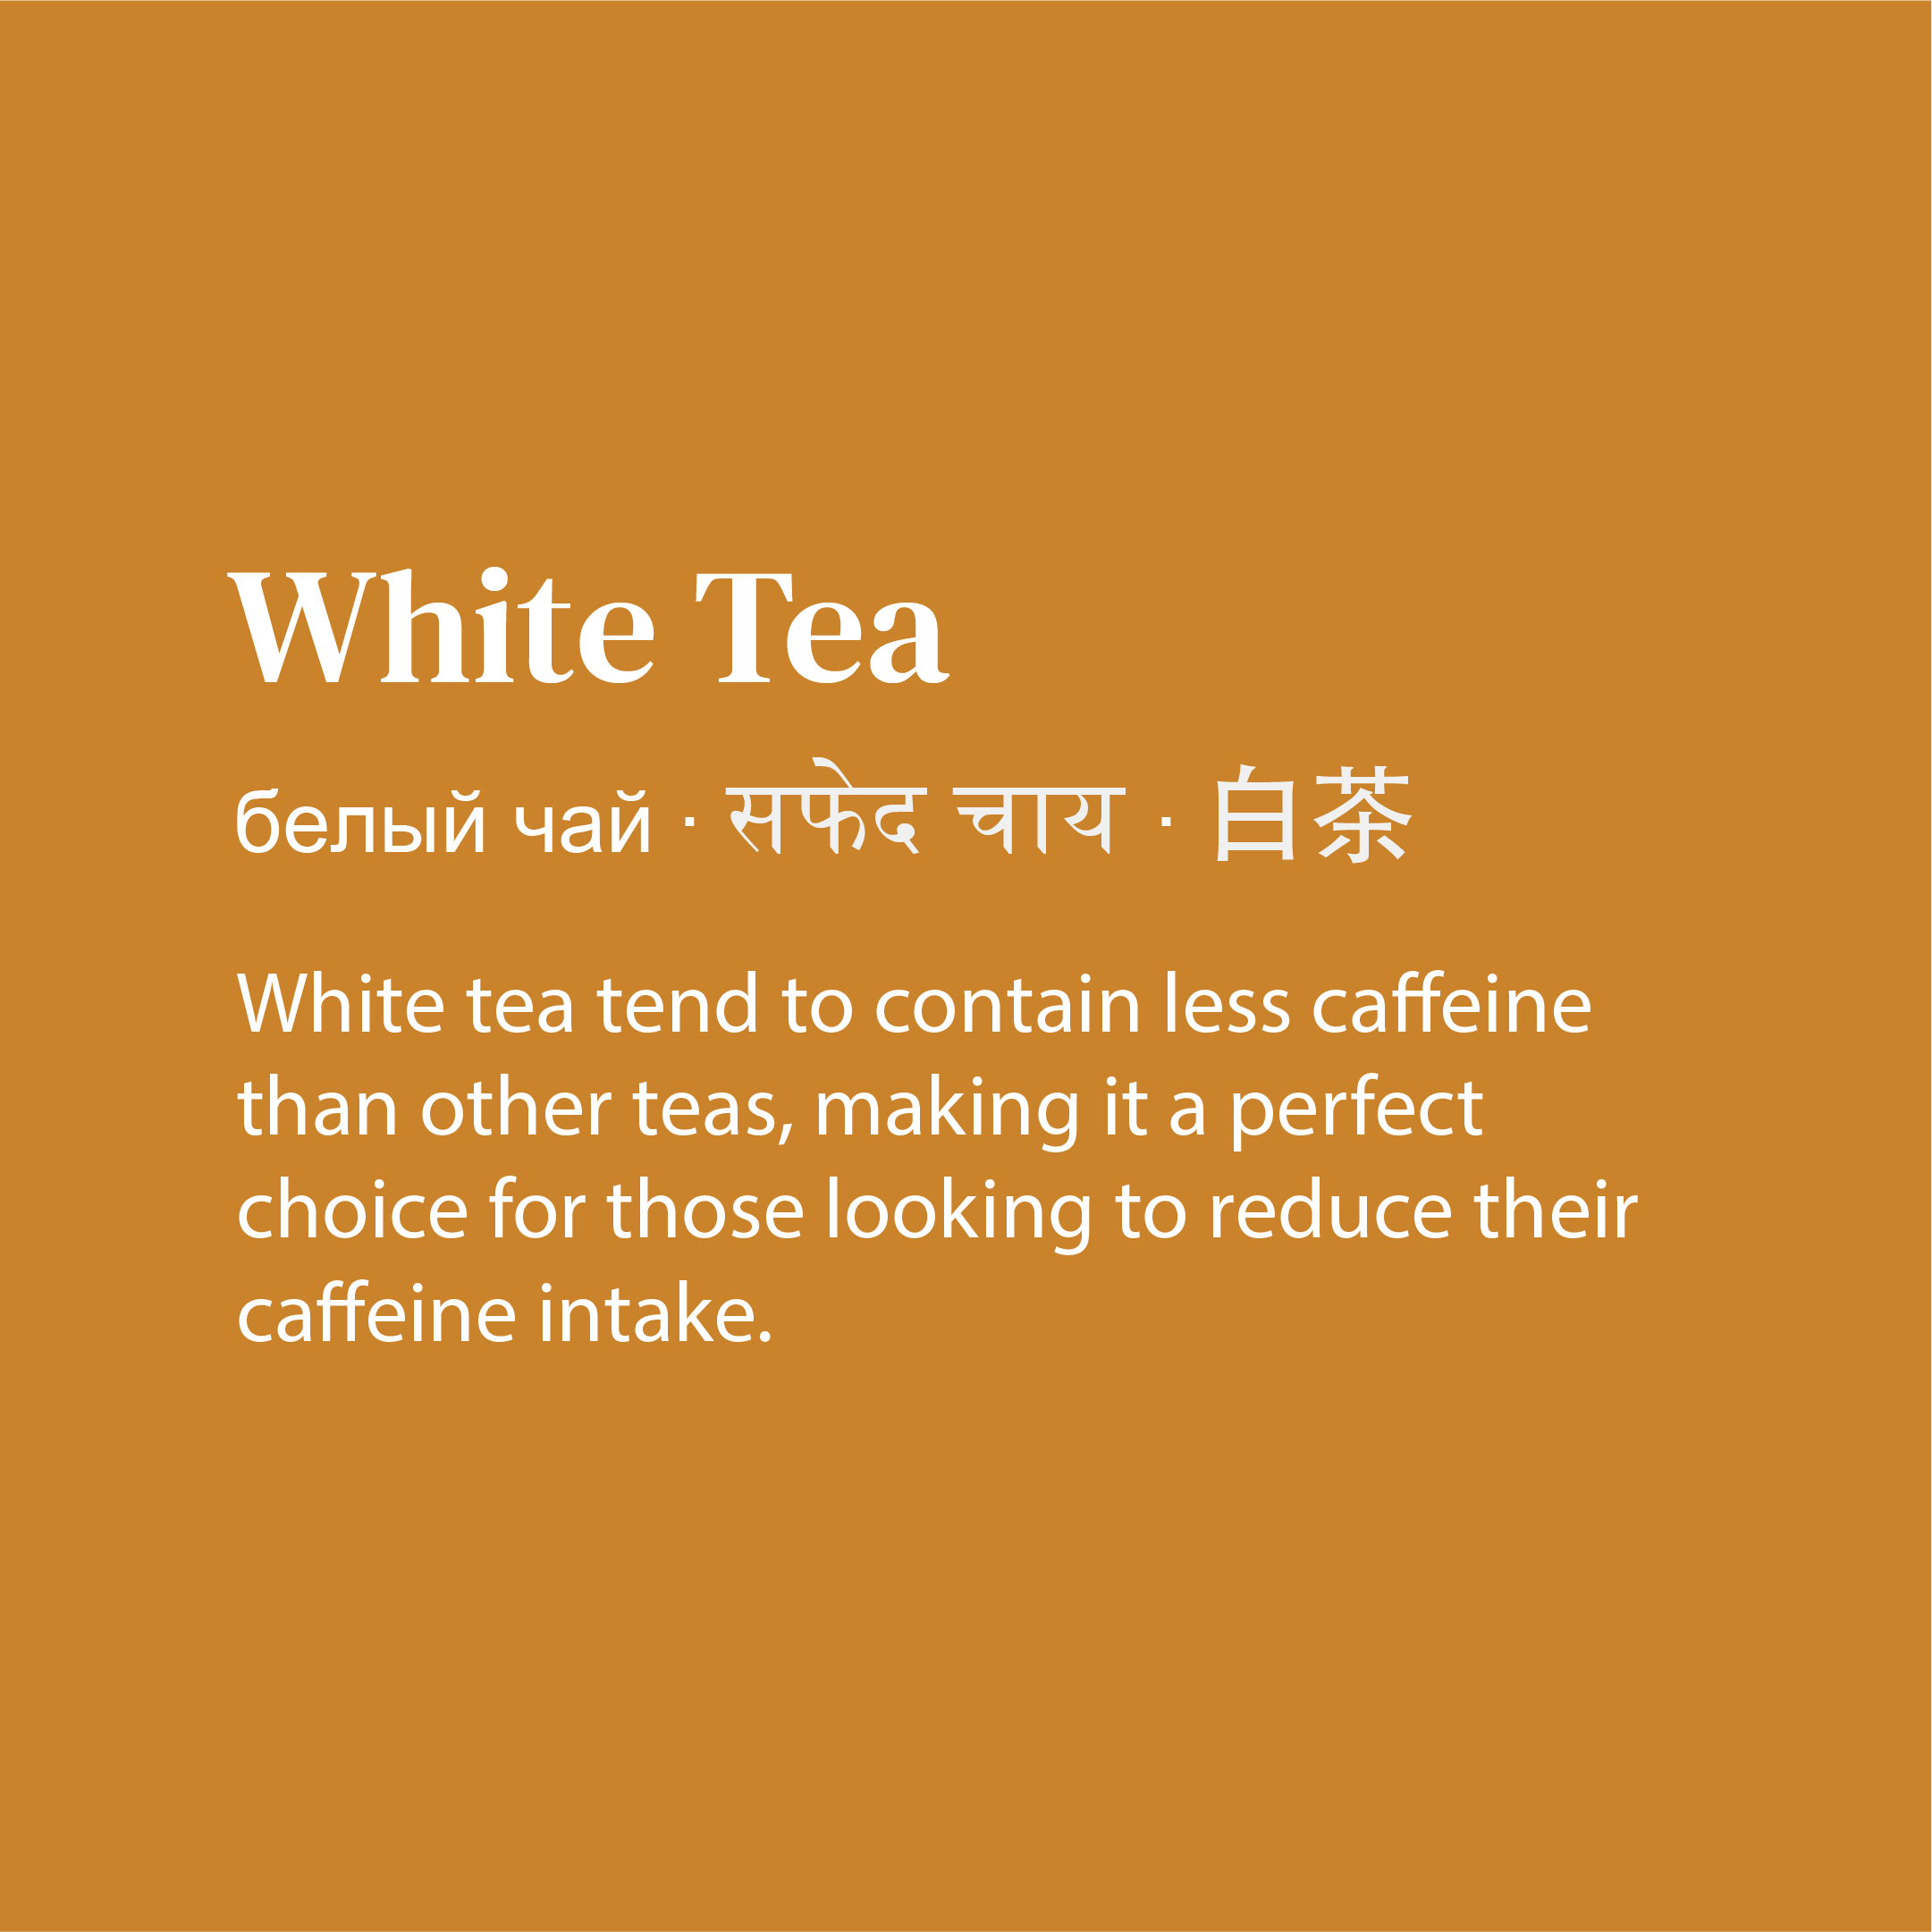 White Tea
белый чай · सफेद चाय · 白茶
White tea tend to contain less caffeine
than other teas, making it a perfect
choice for those looking to reduce their
caffeine intake.